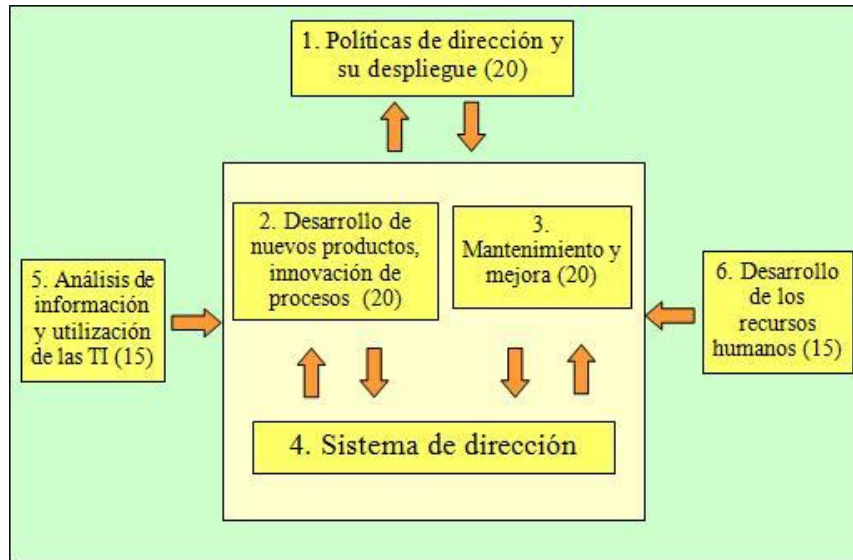 1. Políticas de dirección y
su despliegue (20)
2. Desarrollo de
nuevos productos,
innovación de
procesos (20)
3.
Mantenimiento y
mejora (20)
5. Análisis de
información
y utilización
de las TI (15)
6. Desarrollo
de los
recursos
humanos (15)
4. Sistema de dirección